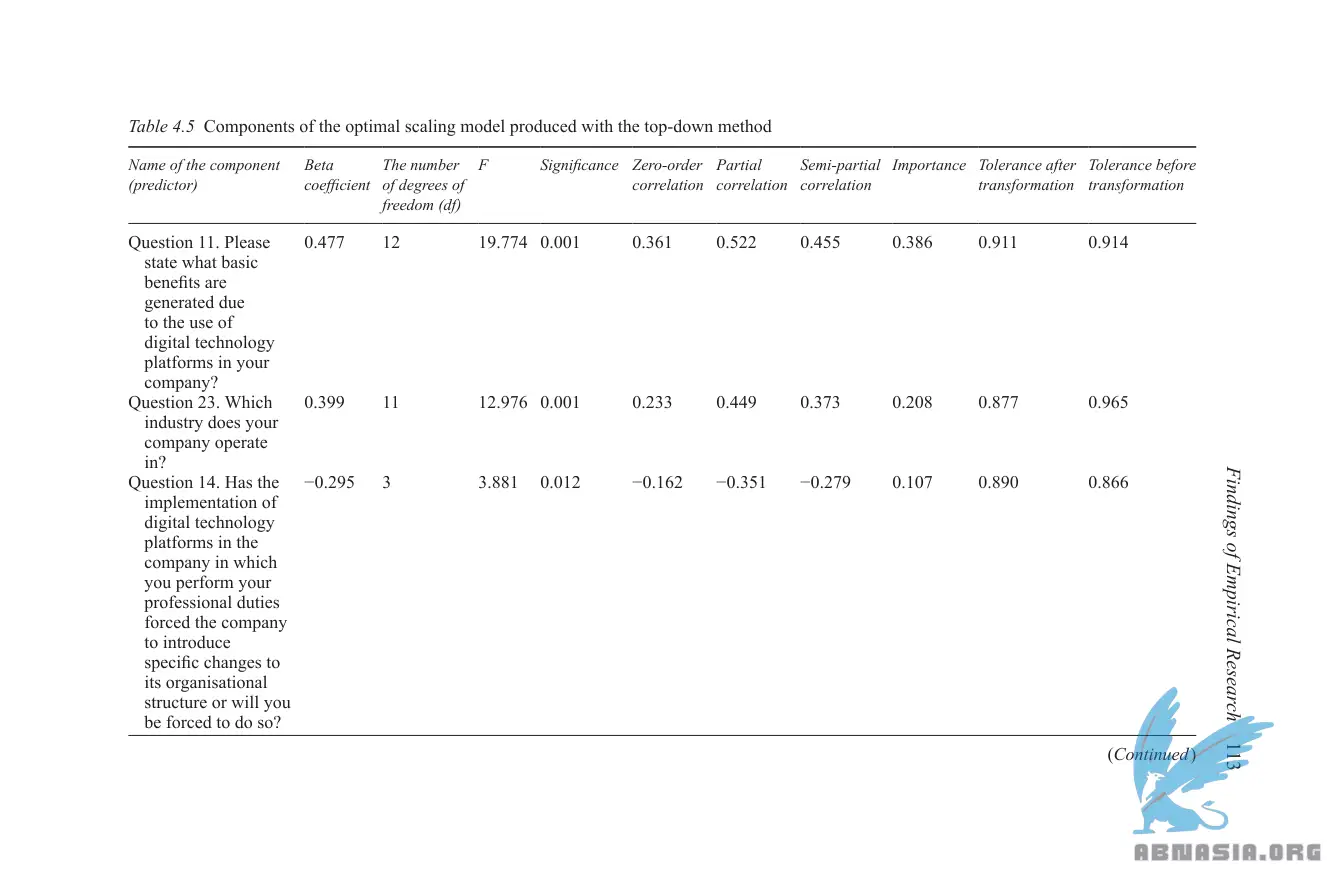 Table 4.5 Components of the optimal scaling model produced with the top-down method
Name of the component (predictor) Beta coefficient The number of degrees of freedom (df) F Significance Zero-order correlation Partial correlation Semi-partial correlation Importance Tolerance after transformation Tolerance before transformation
Question 11. Please 0.477 12 19.774 0.001 0.361 0.522 0.455 0.386 0.911 0.914
state what basic
benefits are
generated due
to the use of
digital technology
platforms in your
company?
Question 23. Which 0.399 11 12.976 0.001 0.233 0.449 0.373 0.208 0.877 0.965
industry does your
company operate
in?
Question 14. Has the −0.295 3 3.881 0.012 −0.162 −0.351 −0.279 0.107 0.890 0.866
implementation of
digital technology
platforms in the
company in which
you perform your
professional duties
forced the company
to introduce
specific changes to
its organisational
structure or will you
be forced to do so?
(Continued)
Findings of Empirical Research 113
ABNASIA.ORG